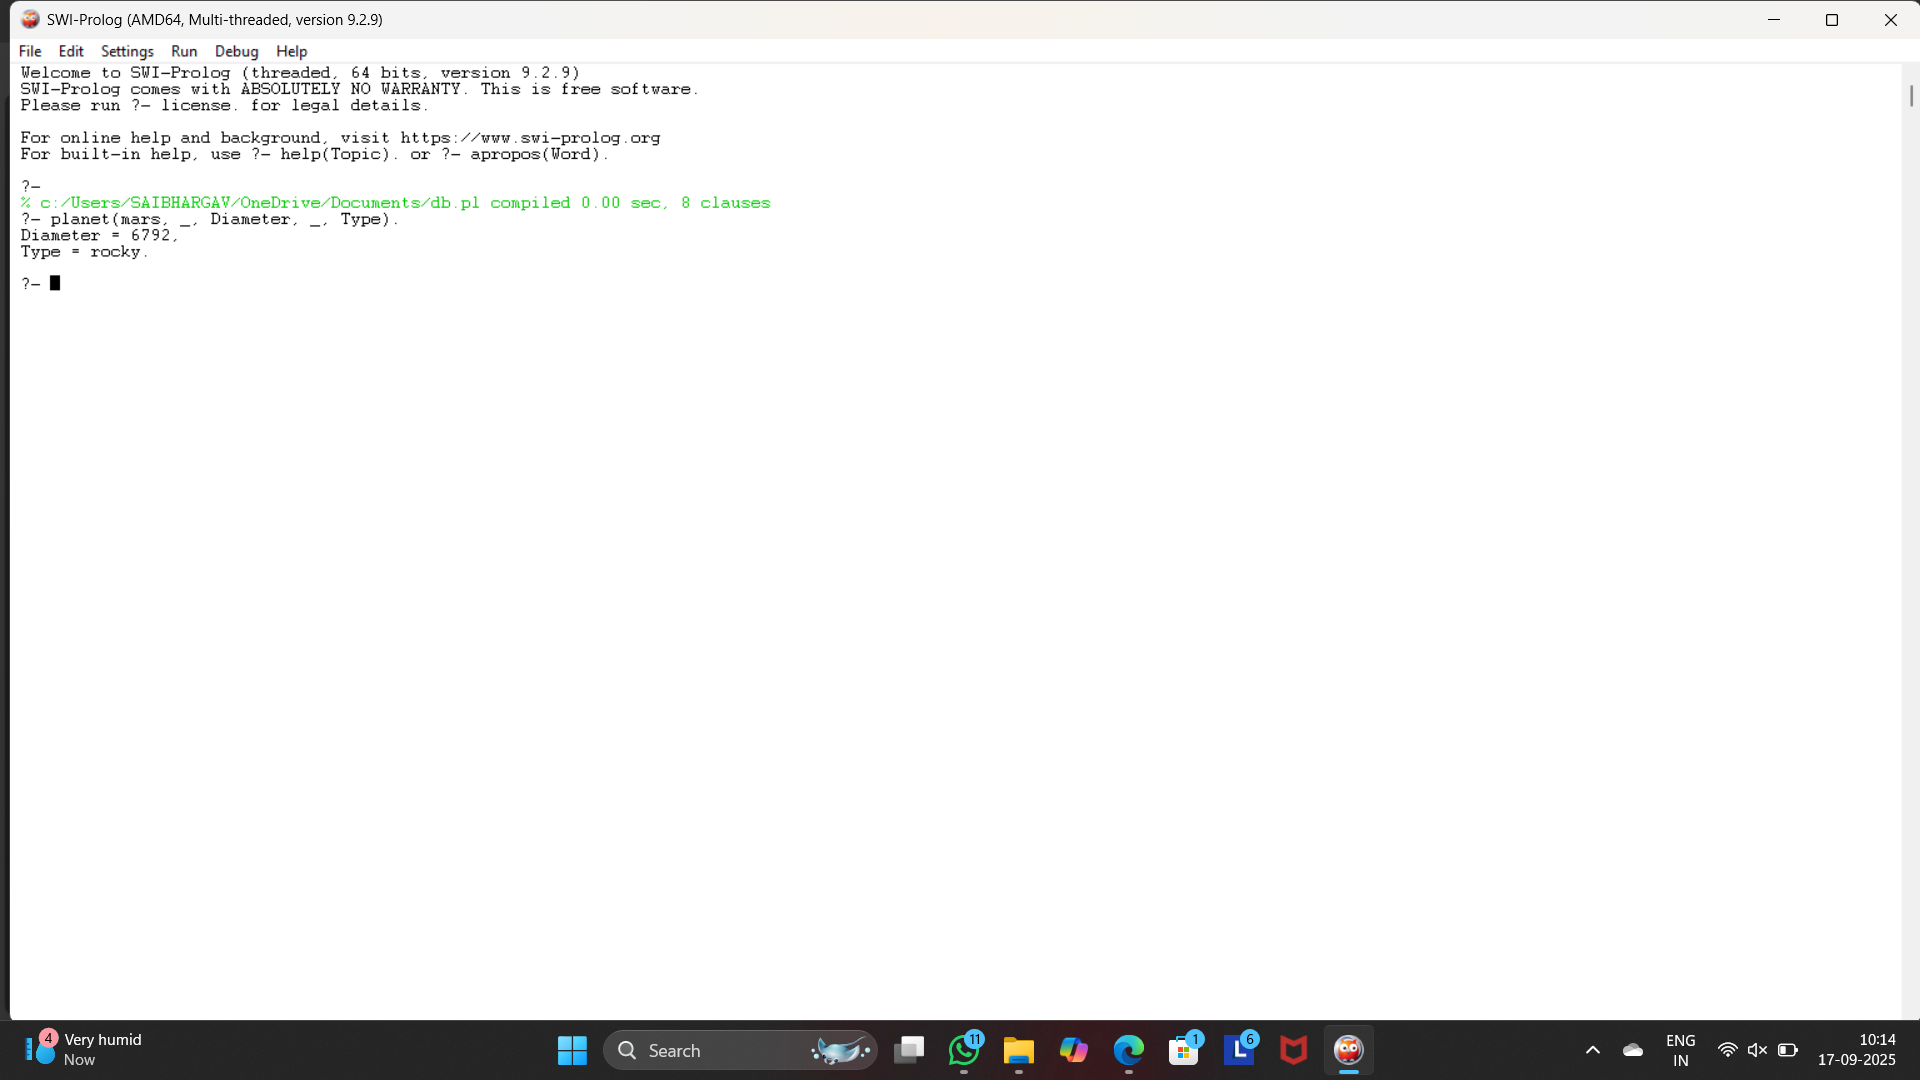 SWI-Prolog (AMD64, Multi-threaded, version 9.2.9)
File Edit Settings Run Debug Help
Welcome to SWI-Prolog (threaded, 64 bits, version 9.2.9)
SWI-Prolog comes with ABSOLUTELY NO WARRANTY. This is free software.
Please run ?- license. for legal details.
For online help and background, visit https://www.swi-prolog.org
For built-in help, use ?- help(Topic). or ?- apropos(Word).
?-
% c:/Users/SAIBHARGAV/OneDrive/Documents/db.pl compiled 0.00 sec, 8 clauses
?- planet(mars, _, Diameter, _, Type).
Diameter = 6792,
Type = rocky.
?-
4
Very humid
Now
Search
11
1
L
6
ENG
IN
10:14
17-09-2025